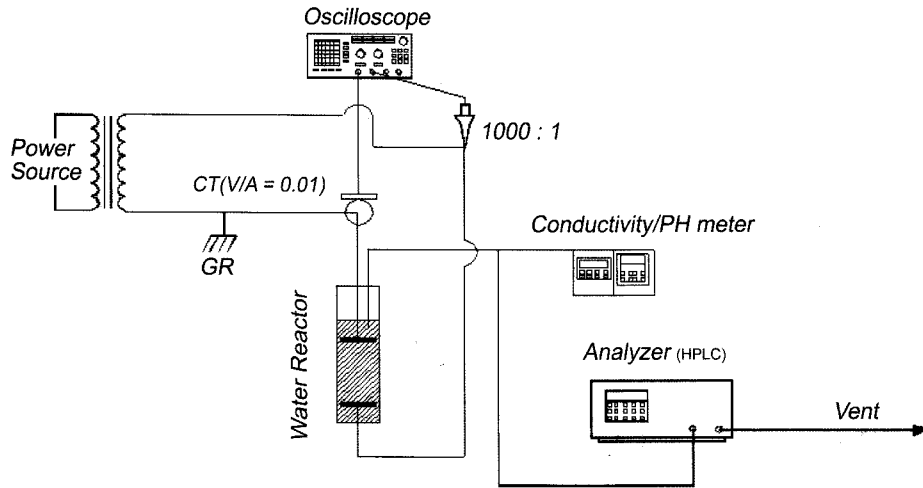 Oscilloscope
1000 : 1
Power
Source
CT(V/A = 0.01)
GR
Conductivity/PH meter
Water Reactor
Analyzer (HPLC)
Vent